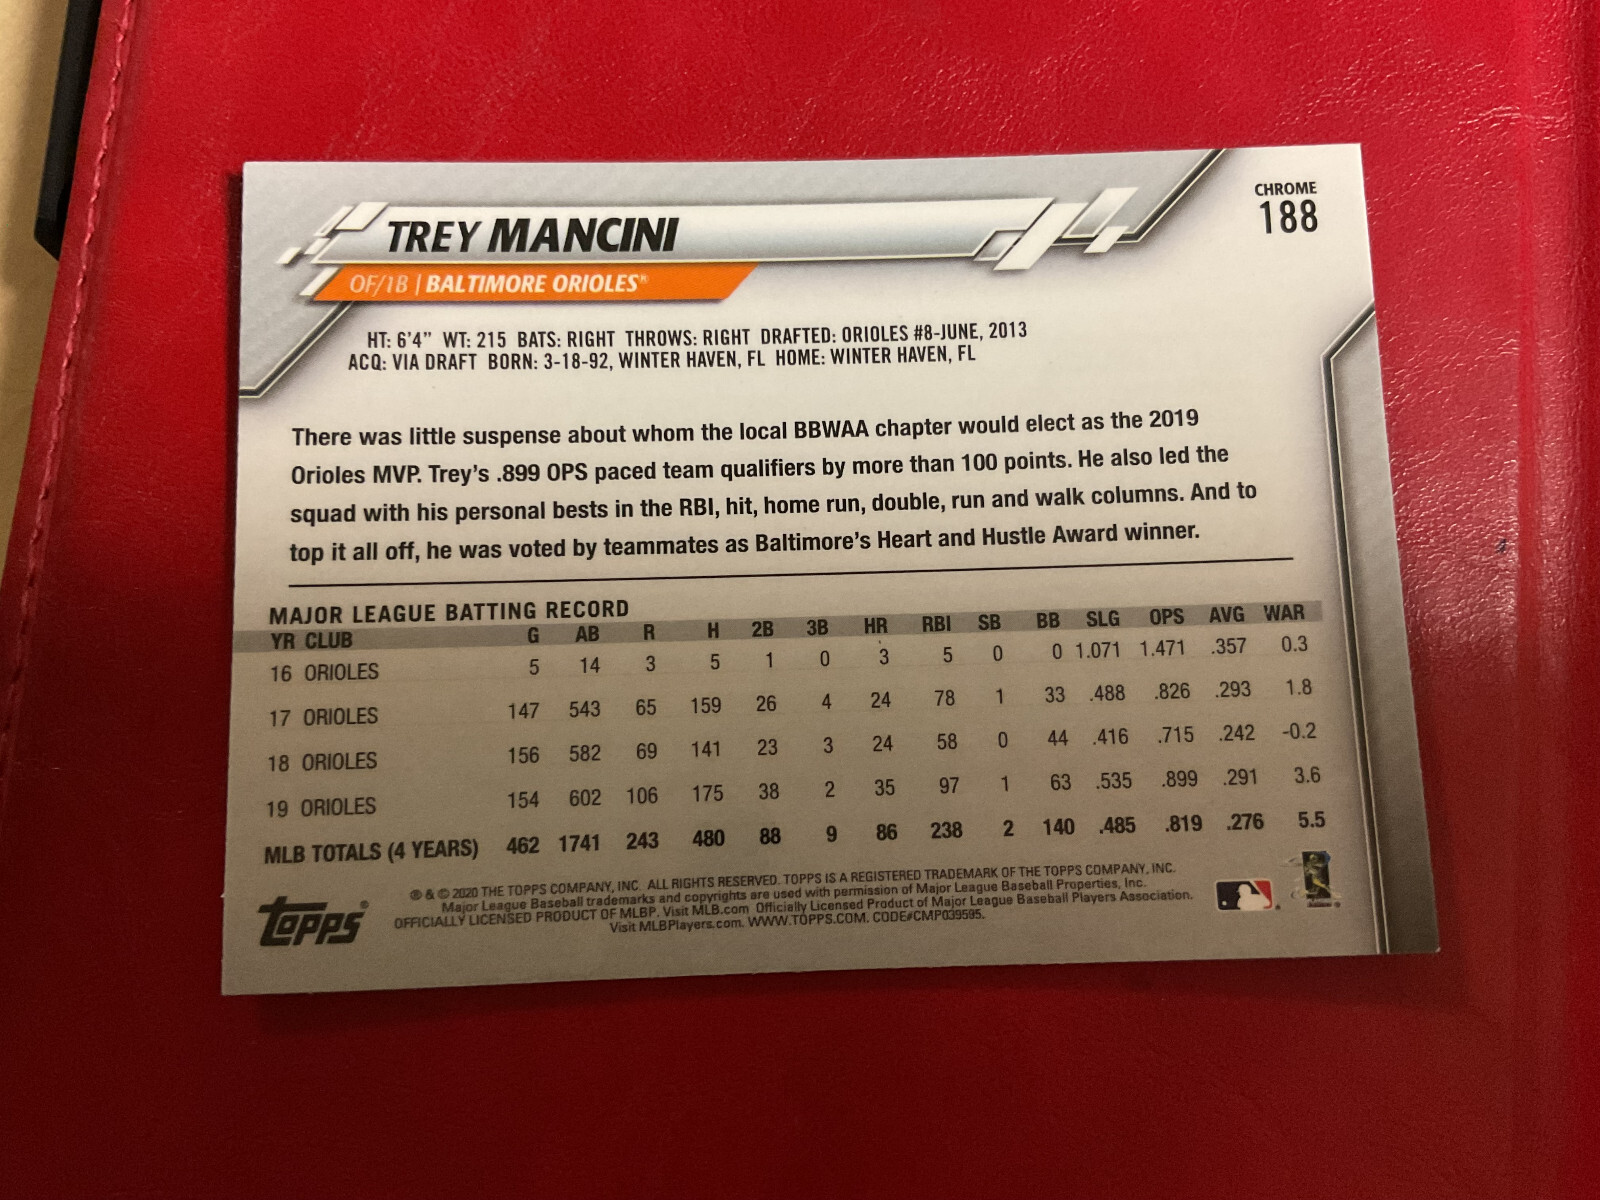 CHROME
188
TREY MANCINI
OF/1B | BALTIMORE ORIOLES®
HT: 6'4" WT: 215 BATS: RIGHT THROWS: RIGHT DRAFTED: ORIOLES #8-JUNE, 2013
ACQ: VIA DRAFT BORN: 3-18-92, WINTER HAVEN, FL HOME: WINTER HAVEN, FL
There was little suspense about whom the local BBWAA chapter would elect as the 2019
Orioles MVP. Trey's .899 OPS paced team qualifiers by more than 100 points. He also led the
squad with his personal bests in the RBI, hit, home run, double, run and walk columns. And to
top it all off, he was voted by teammates as Baltimore's Heart and Hustle Award winner.
MAJOR LEAGUE BATTING RECORD
YR CLUB G AB R H 2B 3B HR RBI SB BB SLG OPS AVG WAR
16 ORIOLES 5 14 3 5 1 0 3 5 0 0 1.071 1.471 .357 0.3
17 ORIOLES 147 543 65 159 26 4 24 78 1 33 .488 .826 .293 1.8
18 ORIOLES 156 582 69 141 23 3 24 58 0 44 .416 .715 .242 -0.2
19 ORIOLES 154 602 106 175 38 2 35 97 1 63 .535 .899 .291 3.6
MLB TOTALS (4 YEARS) 462 1741 243 480 88 9 86 238 2 140 .485 .819 .276 5.5
Topps®
® & © 2020 THE TOPPS COMPANY, INC. ALL RIGHTS RESERVED. TOPPS IS A REGISTERED TRADEMARK OF THE TOPPS COMPANY, INC.
Major League Baseball trademarks and copyrights are used with permission of Major League Baseball Properties, Inc.
OFFICIALLY LICENSED PRODUCT OF MLBP. Visit MLB.com Officially Licensed Product of Major League Baseball Players Association.
Visit MLBPlayers.com. WWW.TOPPS.COM. CODE#CMP039595.